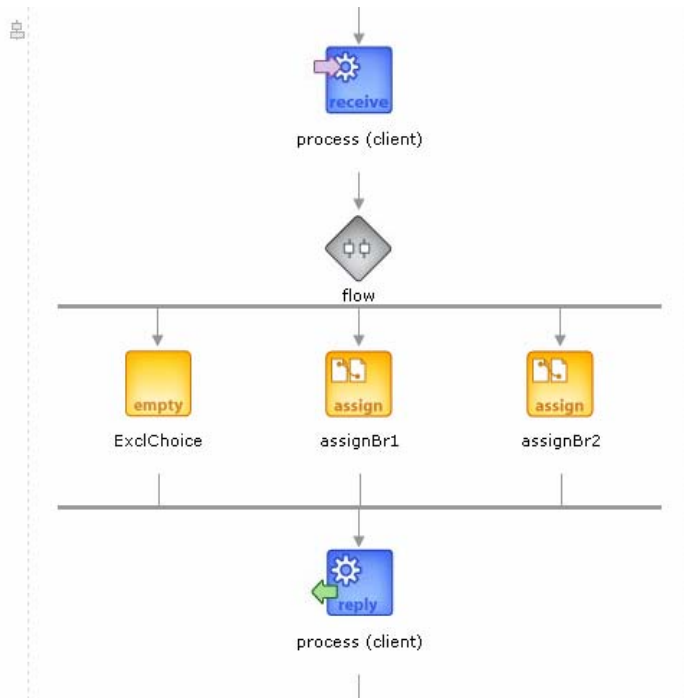 receive
process (client)
flow
empty
assign
assign
ExclChoice
assignBr1
assignBr2
reply
process (client)